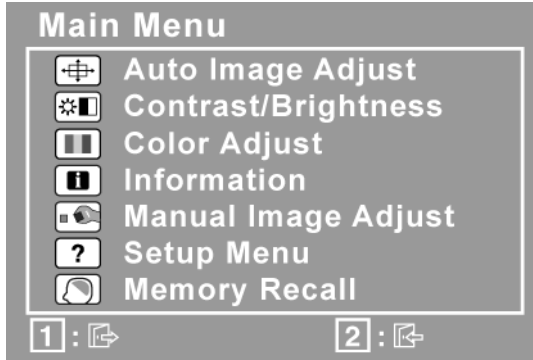 Main Menu
Auto Image Adjust
Contrast/Brightness
Color Adjust
i Information
Manual Image Adjust
? Setup Menu
Memory Recall
1 : 2 :